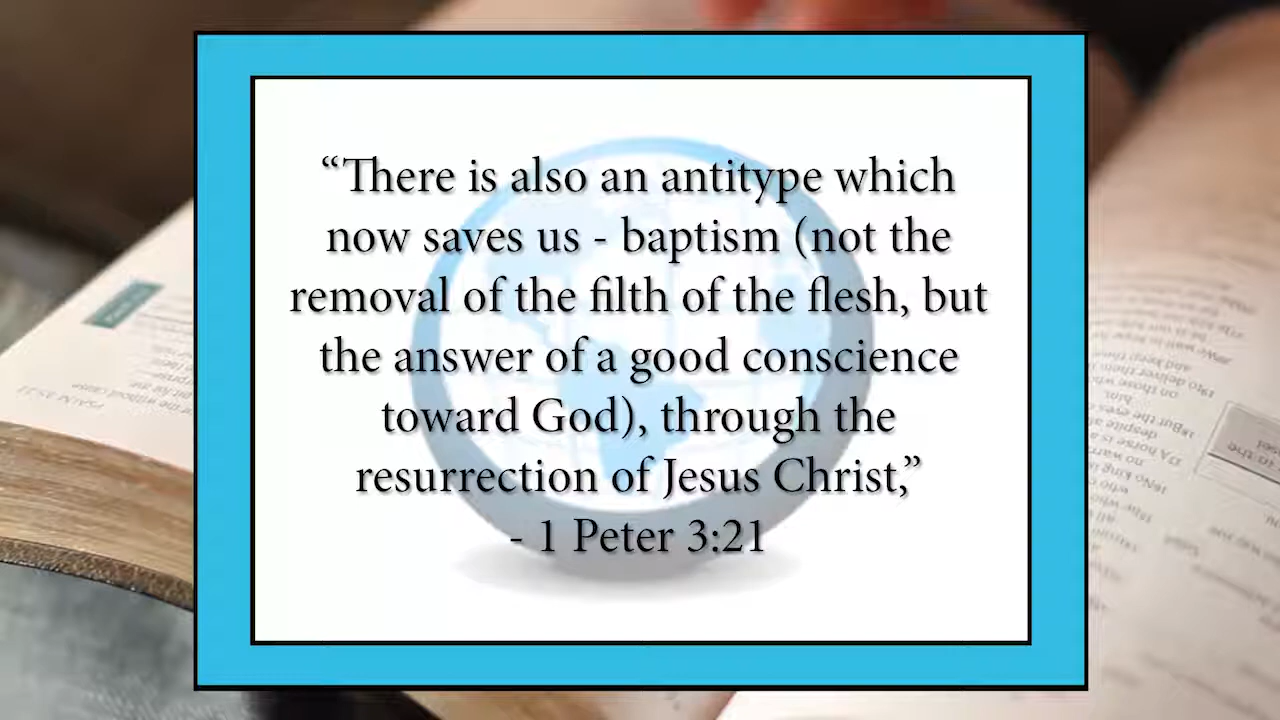 “There is also an antitype which
now saves us - baptism (not the
removal of the filth of the flesh, but
the answer of a good conscience
toward God), through the
resurrection of Jesus Christ,”
- 1 Peter 3:21